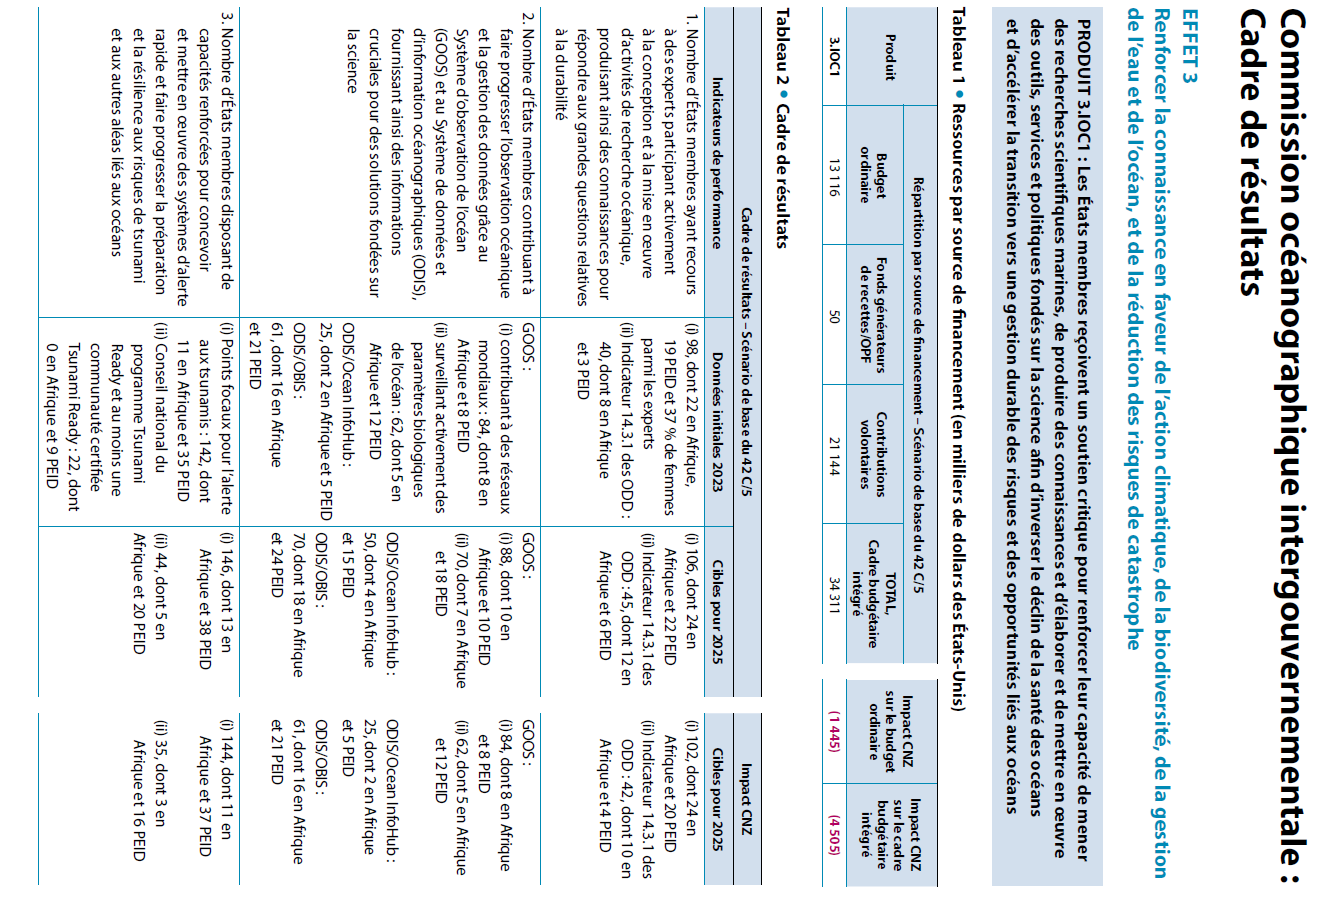 Commission océanographique intergouvernementale :
Cadre de résultats
EFFET 3
Renforcer la connaissance en faveur de l'action climatique, de la biodiversité, de la gestion
de l'eau et de l'océan, et de la réduction des risques de catastrophe
PRODUIT 3.IOC1 : Les États membres reçoivent un soutien critique pour renforcer leur capacité de mener
des recherches scientifiques marines, de produire des connaissances et d'élaborer et de mettre en œuvre
des outils, services et politiques fondés sur la science afin d'inverser le déclin de la santé des océans
et d'accélérer la transition vers une gestion durable des risques et des opportunités liés aux océans
Tableau 1 • Ressources par source de financement (en milliers de dollars des États-Unis)
Produit
Répartition par source de financement – Scénario de base du 42 C/5
Budget
ordinaire
Fonds générateurs
de recettes/OPF
Contributions
volontaires
TOTAL,
Cadre budgétaire
intégré
Impact CNZ
sur le budget
ordinaire
Impact CNZ
sur le cadre
budgétaire
intégré
3.IOC1
13 116
50
21 144
34 311
(1 445)
(4 505)
Tableau 2 • Cadre de résultats
Cadre de résultats – Scénario de base du 42 C/5
Impact CNZ
Indicateurs de performance
Données initiales 2023
Cibles pour 2025
Cibles pour 2025
1. Nombre d'États membres ayant recours
à des experts participant activement
à la conception et à la mise en œuvre
d'activités de recherche océanique,
produisant ainsi des connaissances pour
répondre aux grandes questions relatives
à la durabilité
(i) 98, dont 22 en Afrique,
19 PEID et 37 % de femmes
parmi les experts
(ii) Indicateur 14.3.1 des ODD :
40, dont 8 en Afrique
et 3 PEID
(i) 106, dont 24 en
Afrique et 22 PEID
(ii) Indicateur 14.3.1 des
ODD : 45, dont 12 en
Afrique et 6 PEID
(i) 102, dont 24 en
Afrique et 20 PEID
(ii) Indicateur 14.3.1 des
ODD : 42, dont 10 en
Afrique et 4 PEID
2. Nombre d'États membres contribuant à
faire progresser l'observation océanique
et la gestion des données grâce au
Système d'observation de l'océan
(GOOS) et au Système de données et
d'information océanographiques (ODIS),
fournissant ainsi des informations
cruciales pour des solutions fondées sur
la science
GOOS :
(i) contribuant à des réseaux
mondiaux : 84, dont 8 en
Afrique et 8 PEID
(ii) surveillant activement des
paramètres biologiques
de l'océan : 62, dont 5 en
Afrique et 12 PEID
ODIS/Ocean InfoHub :
25, dont 2 en Afrique et 5 PEID
ODIS/OBIS :
61, dont 16 en Afrique
et 21 PEID
GOOS :
(i) 88, dont 10 en
Afrique et 10 PEID
(ii) 70, dont 7 en Afrique
et 18 PEID
ODIS/Ocean InfoHub :
50, dont 4 en Afrique
et 15 PEID
ODIS/OBIS :
70, dont 18 en Afrique
et 24 PEID
GOOS :
(i) 84, dont 8 en Afrique
et 8 PEID
(ii) 62, dont 5 en Afrique
et 12 PEID
ODIS/Ocean InfoHub :
25, dont 2 en Afrique
et 5 PEID
ODIS/OBIS :
61, dont 16 en Afrique
et 21 PEID
3. Nombre d'États membres disposant de
capacités renforcées pour concevoir
et mettre en œuvre des systèmes d'alerte
rapide et faire progresser la préparation
et la résilience aux risques de tsunami
et aux autres aléas liés aux océans
(i) Points focaux pour l'alerte
aux tsunamis : 142, dont
11 en Afrique et 35 PEID
(ii) Conseil national du
programme Tsunami
Ready et au moins une
communauté certifiée
Tsunami Ready : 22, dont
0 en Afrique et 9 PEID
(i) 146, dont 13 en
Afrique et 38 PEID
(ii) 44, dont 5 en
Afrique et 20 PEID
(i) 144, dont 11 en
Afrique et 37 PEID
(ii) 35, dont 3 en
Afrique et 16 PEID